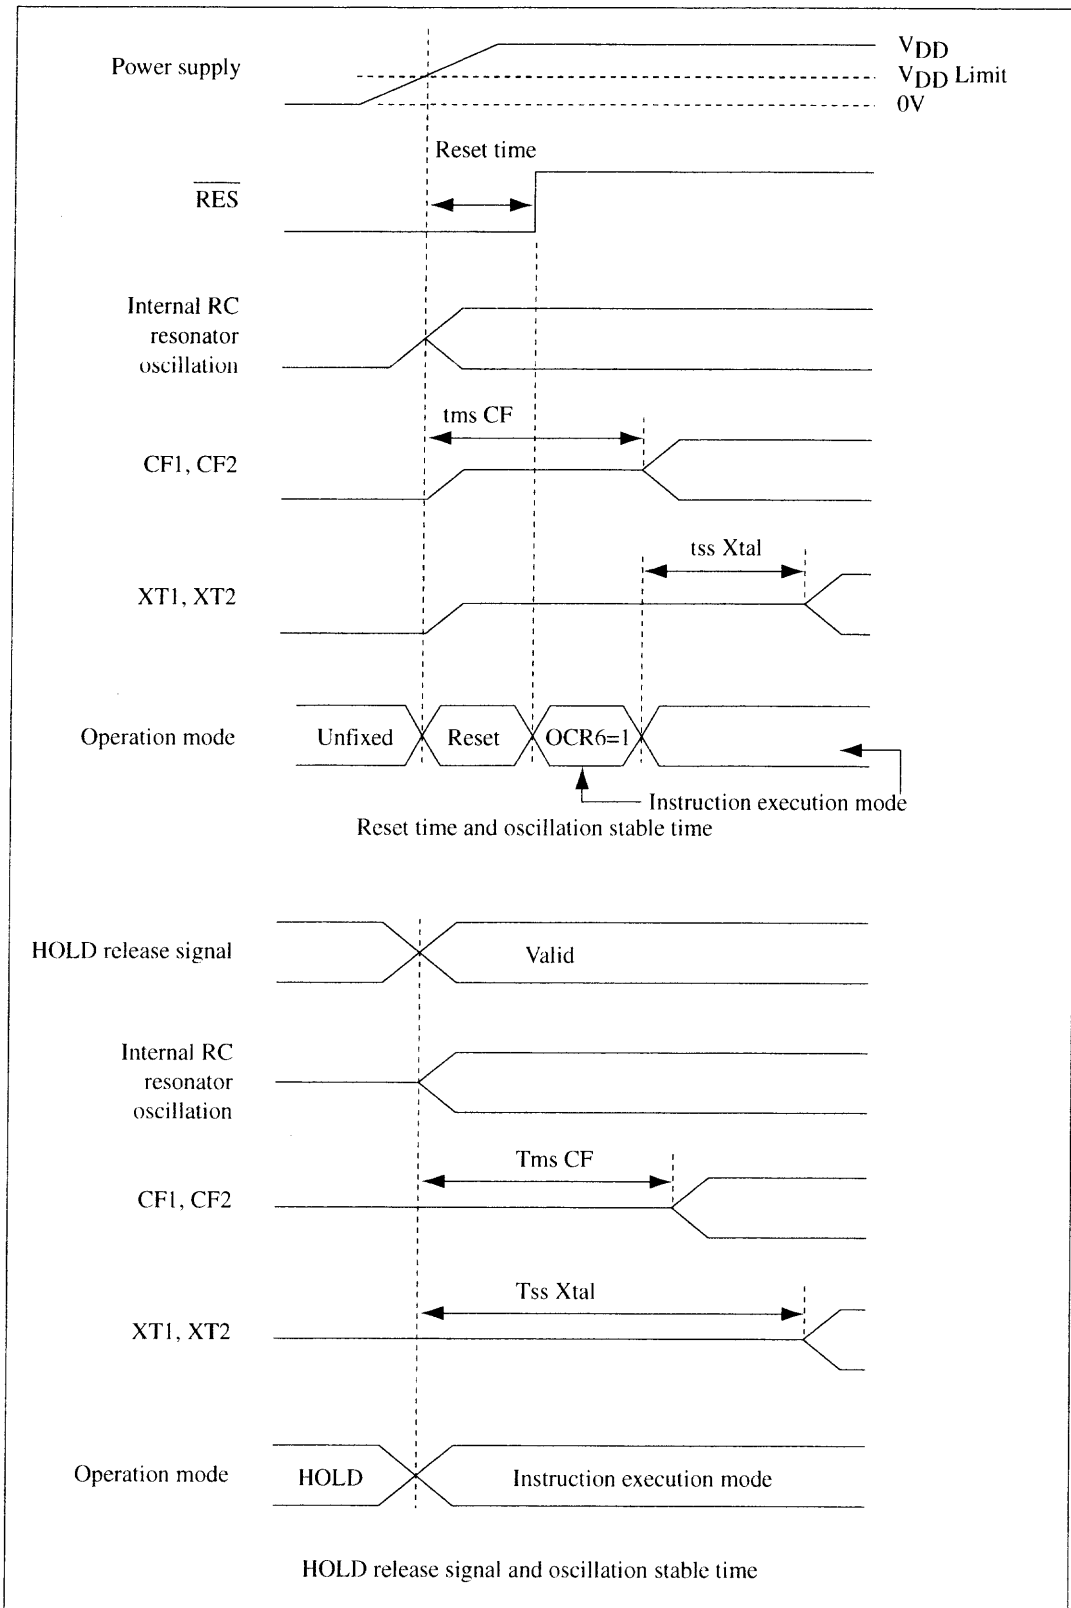 Power supply
VDD
VDD Limit
0V
Reset time
RES
Internal RC
resonator
oscillation
tms CF
CF1, CF2
tss Xtal
XT1, XT2
Operation mode
Unfixed
Reset
OCR6=1
Instruction execution mode
Reset time and oscillation stable time
HOLD release signal
Valid
Internal RC
resonator
oscillation
Tms CF
CF1, CF2
Tss Xtal
XT1, XT2
Operation mode
HOLD
Instruction execution mode
HOLD release signal and oscillation stable time